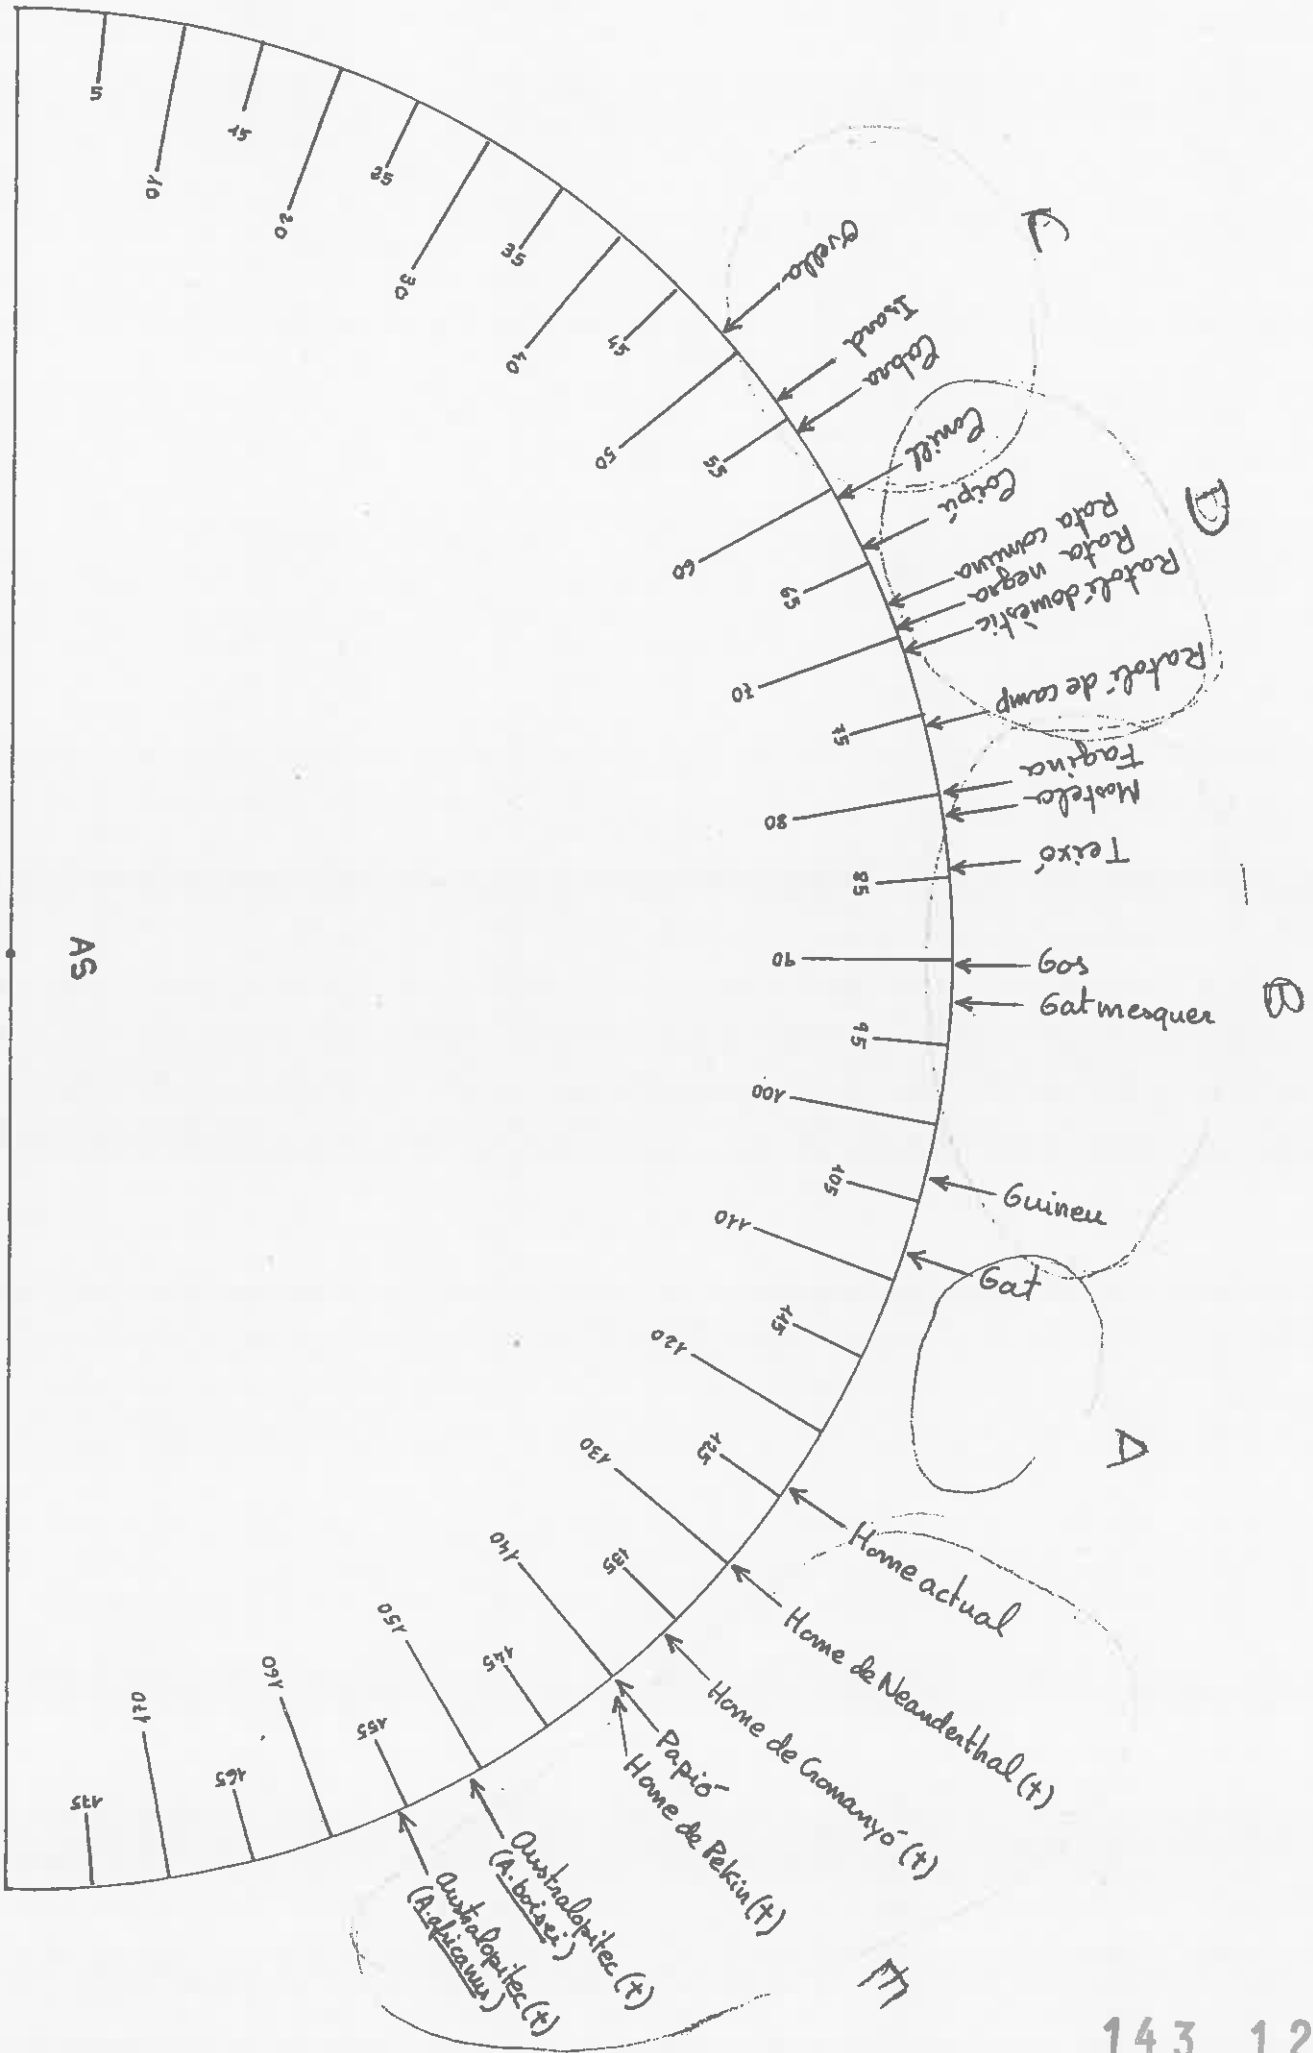 5
10
15
20
25
30
35
40
45
50
55
60
65
70
75
80
85
90
95
100
105
110
115
120
125
130
135
140
145
150
155
160
165
170
175
AS
Ovella
Isard
Cabra
Conill
Coipú
Rata comuna
Rata negra
Ratolí domèstic
Ratolí de camp
Fagina
Mostela
Teixó
Gos
Gat mesquer
Guineu
Gat
Home actual
Home de Neanderthal (†)
Home de Cromanyó (†)
Papió
Home de Pekin (†)
Australopitec (†)
(A. boisei)
Australopitec (†)
(A. africanus)
C
D
B
A
E
143 12